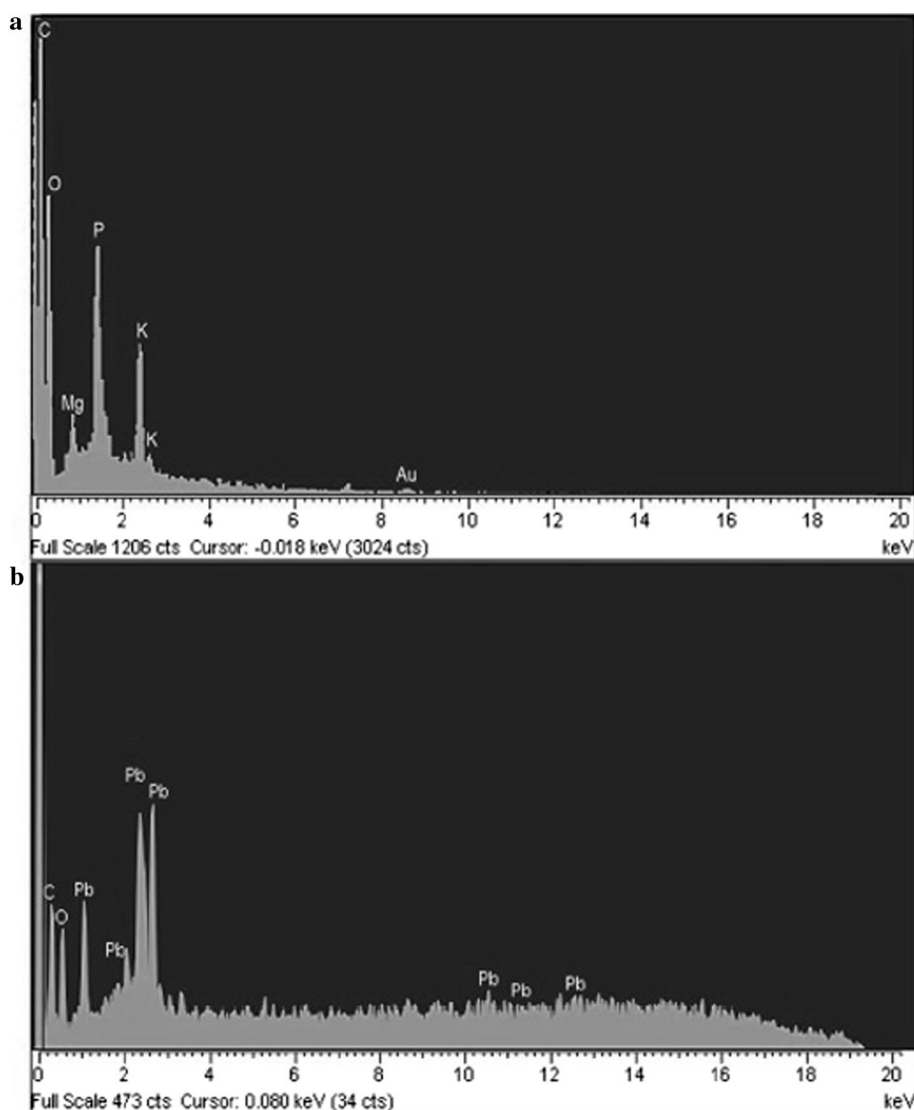 a
C
O
P
K
Mg
K
Au
0 2 4 6 8 10 12 14 16 18 20
Full Scale 1206 cts Cursor: -0.018 keV (3024 cts) keV
b
Pb
Pb
C
Pb
O
Pb
Pb
Pb
Pb
0 2 4 6 8 10 12 14 16 18 20
Full Scale 473 cts Cursor: 0.080 keV (34 cts) keV